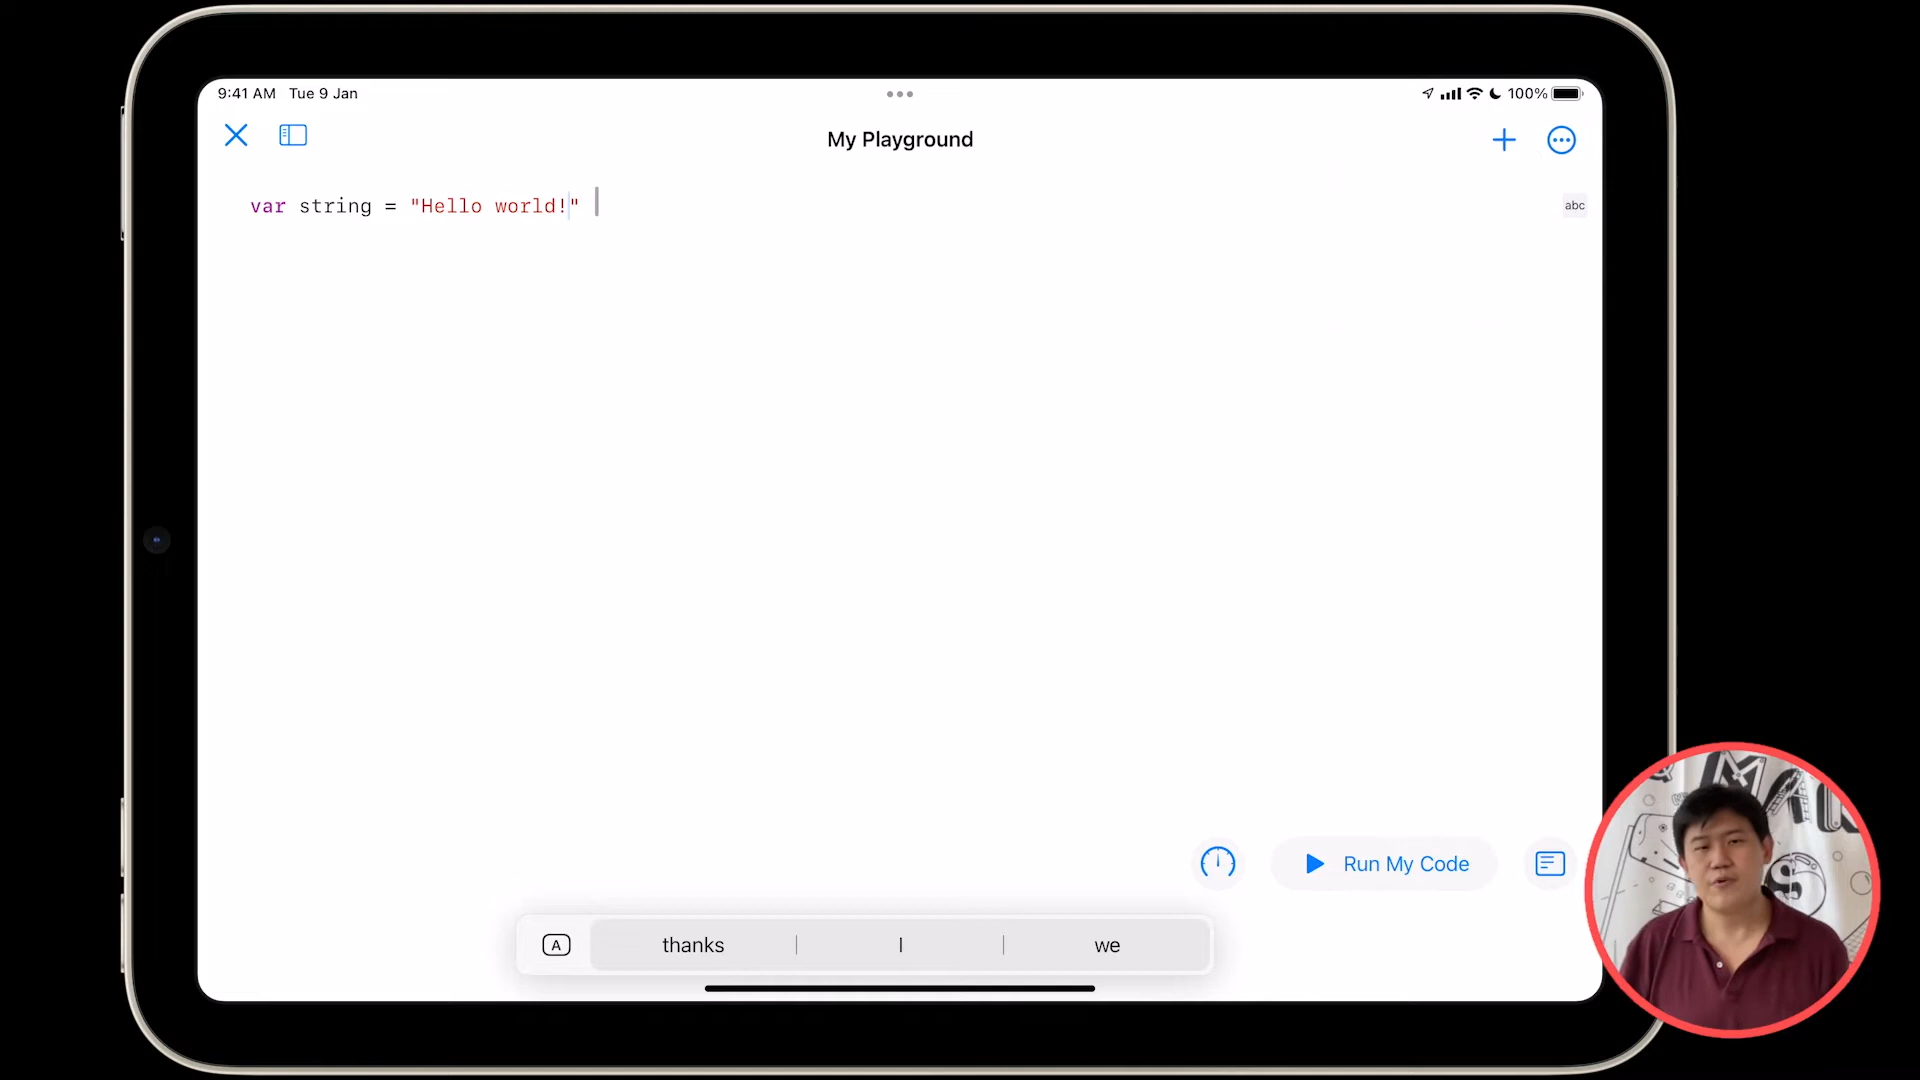 9:41 AM Tue 9 Jan
100%
My Playground
var string = "Hello world!"
abc
Run My Code
A
thanks
I
we
MAK
$